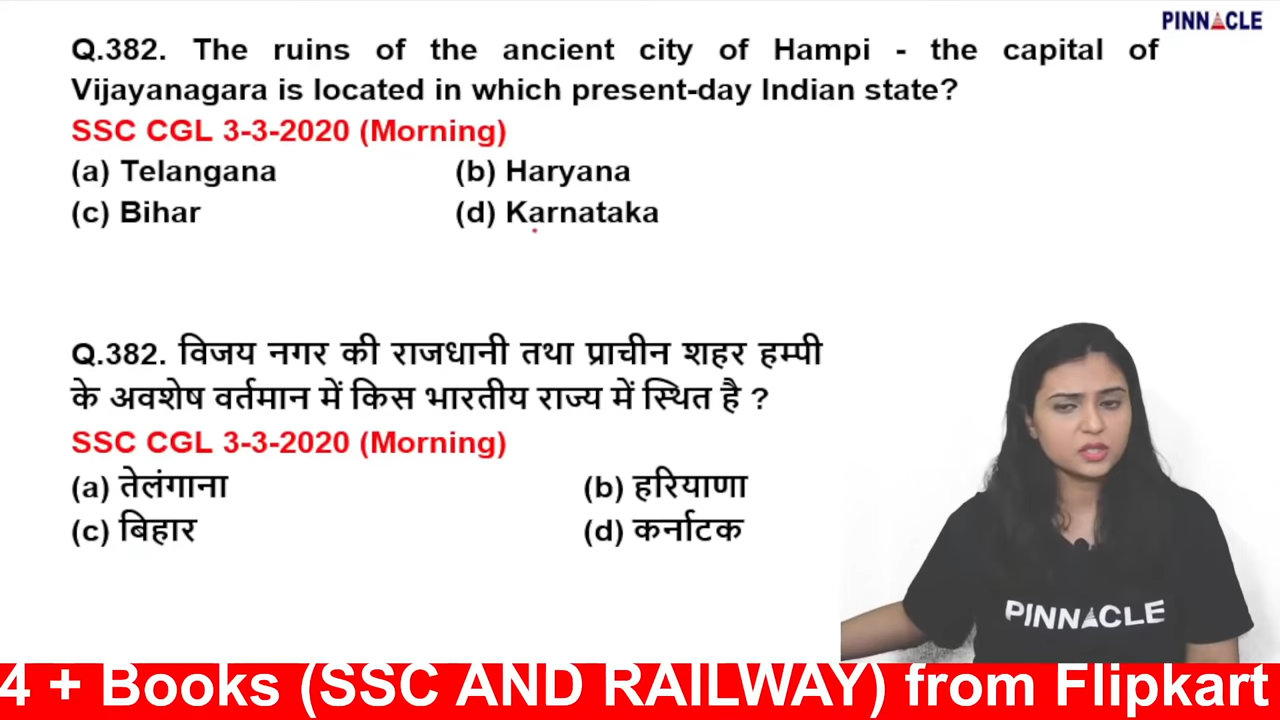 PINNACLE
Q.382. The ruins of the ancient city of Hampi - the capital of
Vijayanagara is located in which present-day Indian state?
SSC CGL 3-3-2020 (Morning)
(a) Telangana (b) Haryana
(c) Bihar (d) Karnataka
Q.382. विजय नगर की राजधानी तथा प्राचीन शहर हम्पी
के अवशेष वर्तमान में किस भारतीय राज्य में स्थित है ?
SSC CGL 3-3-2020 (Morning)
(a) तेलंगाना (b) हरियाणा
(c) बिहार (d) कर्नाटक
PINNACLE
4 + Books (SSC AND RAILWAY) from Flipkart